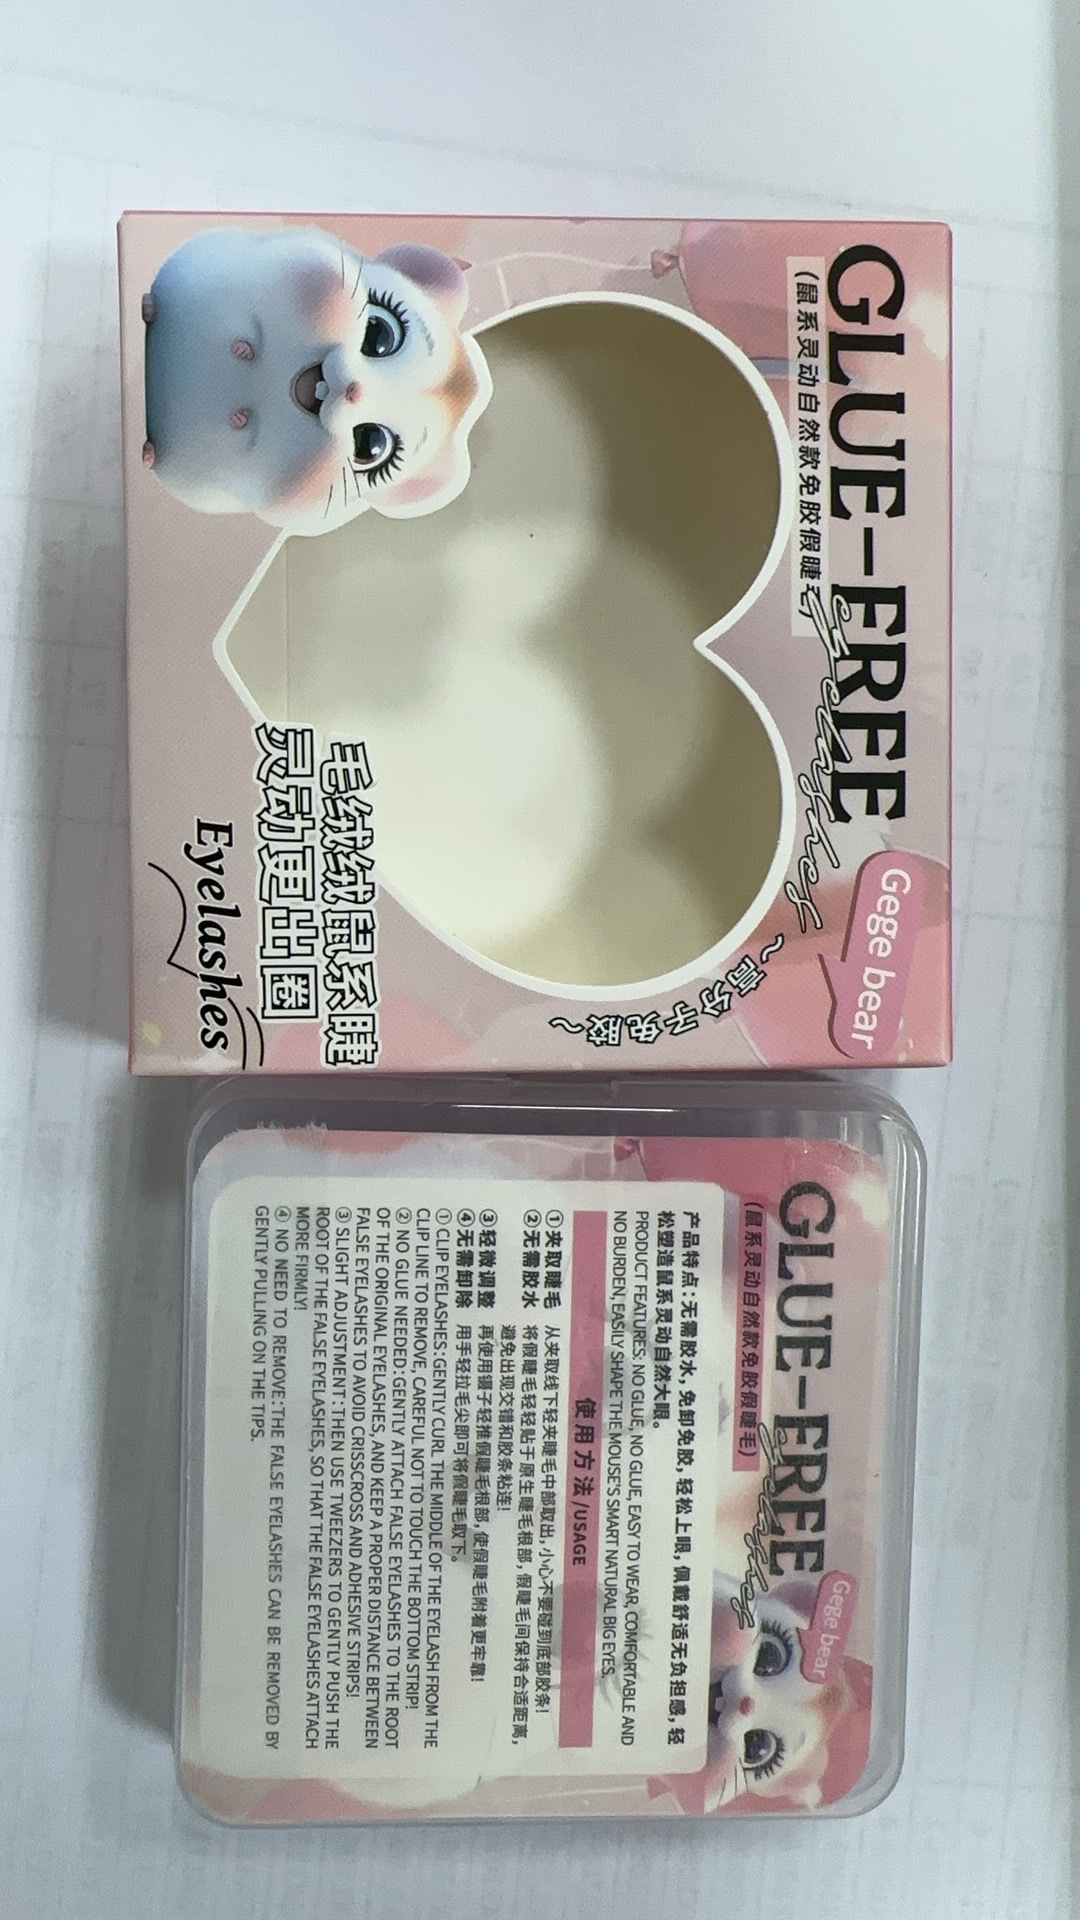 GLUE-FREE
eyelashes
(鼠系灵动自然款免胶假睫毛)
Gege bear
~高分子免胶~
毛绒绒鼠系睫
灵动更出圈
Eyelashes
GLUE-FREE
eyelashes
Gege bear
(鼠系灵动自然款免胶假睫毛)
产品特点:无需胶水,免卸免胶,轻松上眼,佩戴舒适无负担感,轻
松塑造鼠系灵动自然大眼。
PRODUCT FEATURES: NO GLUE, NO GLUE, EASY TO WEAR, COMFORTABLE AND
NO BURDEN, EASILY SHAPE THE MOUSE'S SMART NATURAL BIG EYES.
使用方法/USAGE
①夹取睫毛 从夹取线下轻夹睫毛中部取出,小心不要碰到底部胶条!
②无需胶水 将假睫毛轻轻贴于原生睫毛根部,假睫毛间保持合适距离,
避免出现交错和胶条粘连!
③轻微调整 再使用镊子轻推假睫毛根部,使假睫毛附着更牢靠!
④无需卸除 用手轻拉毛尖即可将假睫毛取下。
① CLIP EYELASHES: GENTLY CURL THE MIDDLE OF THE EYELASH FROM THE
CLIP LINE TO REMOVE, CAREFUL NOT TO TOUCH THE BOTTOM STRIP!
② NO GLUE NEEDED: GENTLY ATTACH FALSE EYELASHES TO THE ROOT
OF THE ORIGINAL EYELASHES, AND KEEP A PROPER DISTANCE BETWEEN
FALSE EYELASHES TO AVOID CRISSCROSS AND ADHESIVE STRIPS!
③ SLIGHT ADJUSTMENT: THEN USE TWEEZERS TO GENTLY PUSH THE
ROOT OF THE FALSE EYELASHES, SO THAT THE FALSE EYELASHES ATTACH
MORE FIRMLY!
④ NO NEED TO REMOVE: THE FALSE EYELASHES CAN BE REMOVED BY
GENTLY PULLING ON THE TIPS.